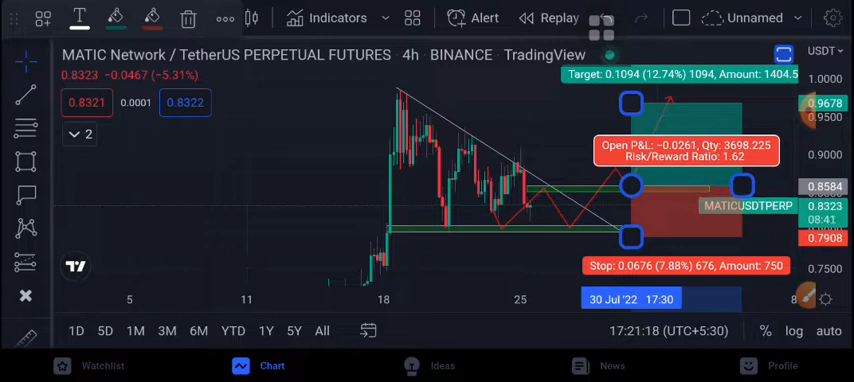 Indicators
Alert
Replay
Unnamed
MATIC Network / TetherUS PERPETUAL FUTURES · 4h · BINANCE · TradingView
USDT
0.8323 −0.0467 (−5.31%)
0.8321 0.0001 0.8322
2
Target: 0.1094 (12.74%) 1094, Amount: 1404.5
1.0000
0.9678
0.9500
Open P&L: −0.0261, Qty: 3698.225
Risk/Reward Ratio: 1.62
0.9000
0.8584
MATICUSDTPERP
0.8323
08:41
0.7908
Stop: 0.0676 (7.88%) 676, Amount: 750
0.7500
5 11 18 25 30 Jul '22 17:30 8
1D 5D 1M 3M 6M YTD 1Y 5Y All 17:21:18 (UTC+5:30) % log auto
Watchlist Chart Ideas News Profile